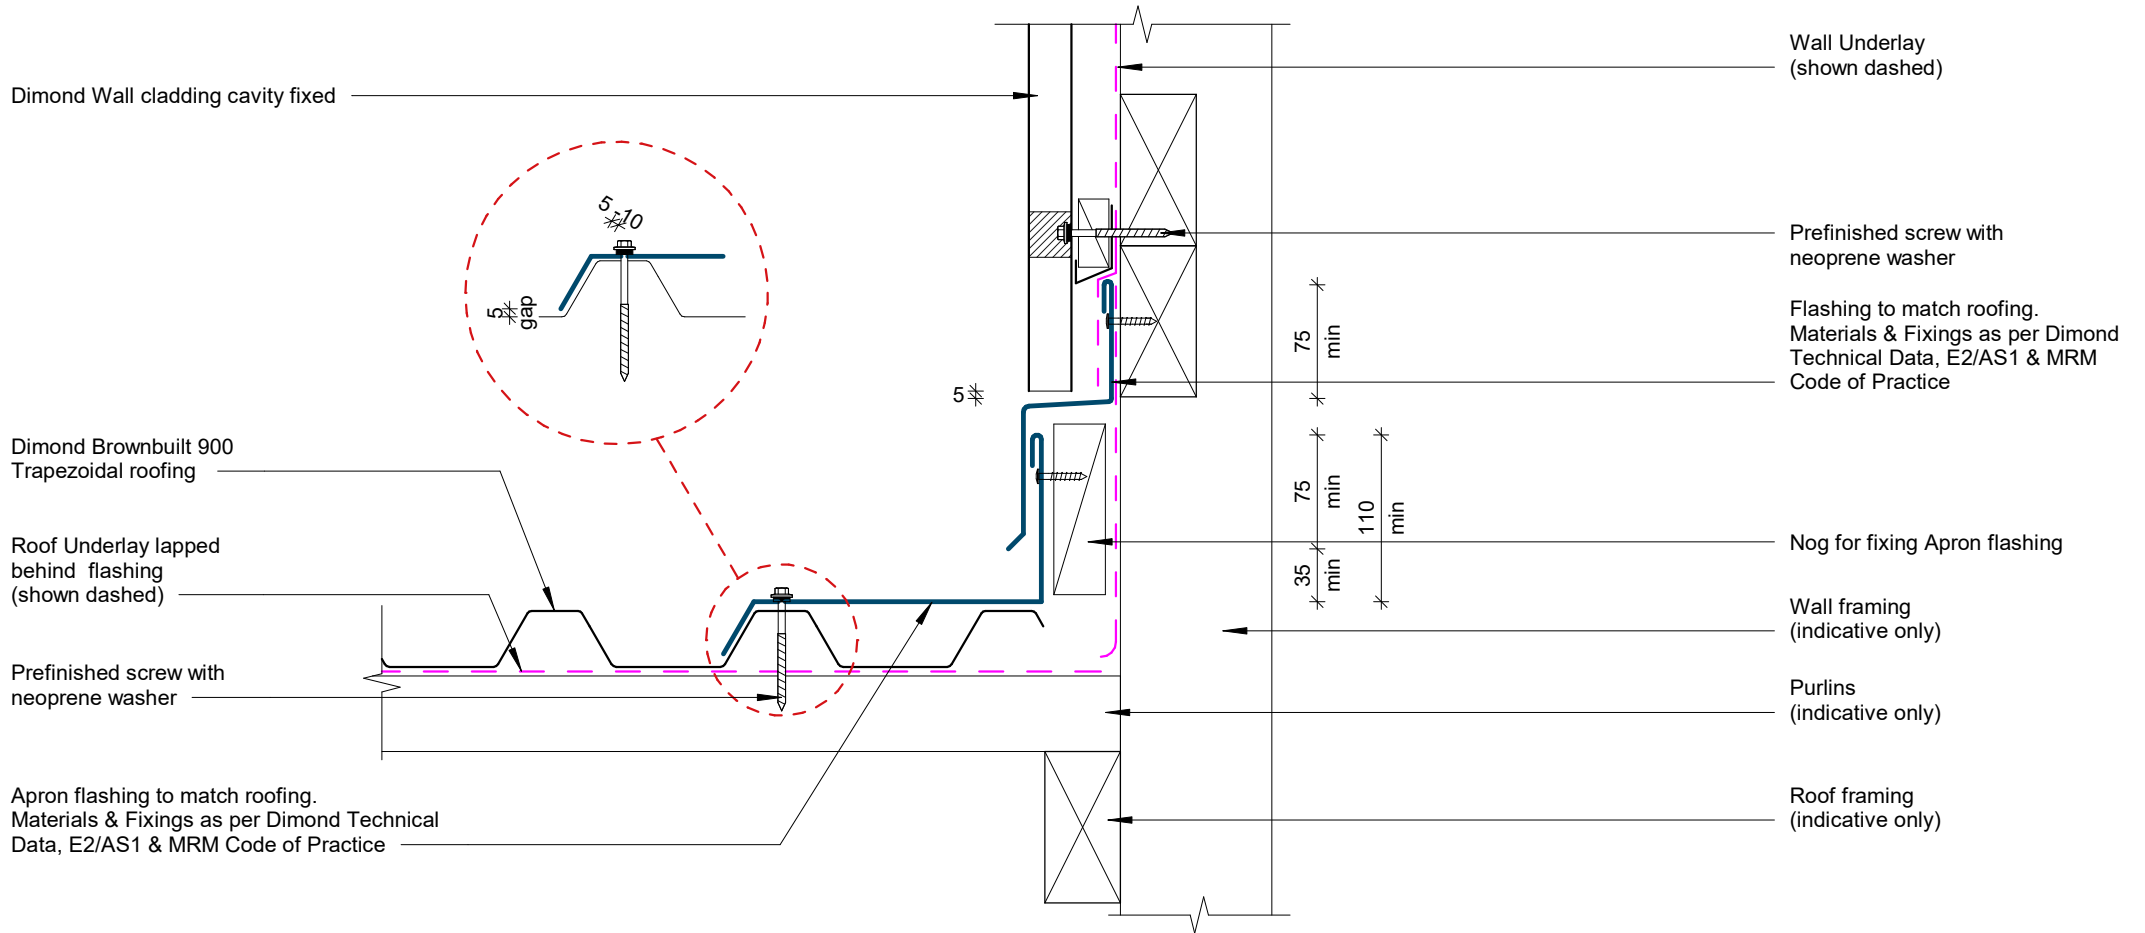 Dimond Wall cladding cavity fixed
5 -10
5
gap
Dimond Brownbuilt 900
Trapezoidal roofing
Roof Underlay lapped
behind flashing
(shown dashed)
Prefinished screw with
neoprene washer
Apron flashing to match roofing.
Materials & Fixings as per Dimond Technical
Data, E2/AS1 & MRM Code of Practice
5
75
min
75
min
35
min
110
min
Wall Underlay
(shown dashed)
Prefinished screw with
neoprene washer
Flashing to match roofing.
Materials & Fixings as per Dimond
Technical Data, E2/AS1 & MRM
Code of Practice
Nog for fixing Apron flashing
Wall framing
(indicative only)
Purlins
(indicative only)
Roof framing
(indicative only)